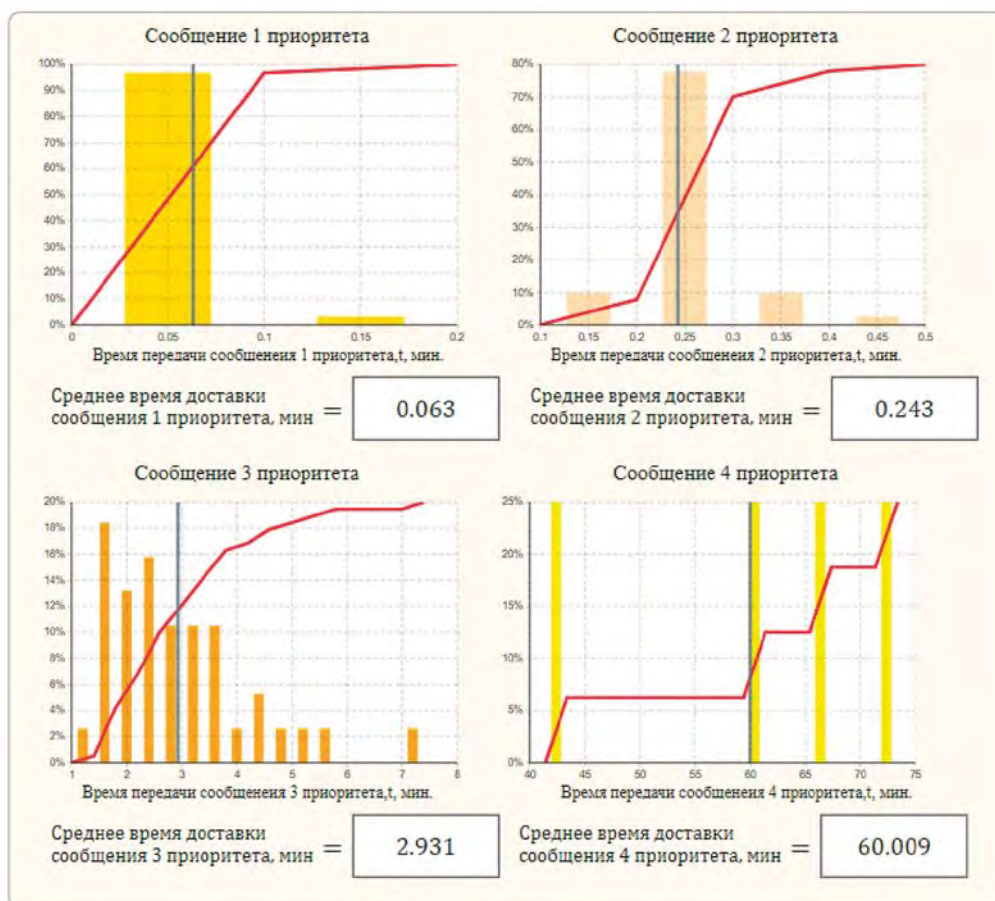 Сообщение 1 приоритета
100%
90%
80%
70%
60%
50%
40%
30%
20%
10%
0%
0 0.05 0.1 0.15 0.2
Время передачи сообщенеия 1 приоритета,t, мин.
Среднее время доставки
сообщения 1 приоритета, мин = 0.063
Сообщение 2 приоритета
80%
70%
60%
50%
40%
30%
20%
10%
0%
0.1 0.15 0.2 0.25 0.3 0.35 0.4 0.45 0.5
Время передачи сообщенеия 2 приоритета,t, мин.
Среднее время доставки
сообщения 2 приоритета, мин = 0.243
Сообщение 3 приоритета
20%
18%
16%
14%
12%
10%
8%
6%
4%
2%
0%
1 2 3 4 5 6 7 8
Время передачи сообщенеия 3 приоритета,t, мин.
Среднее время доставки
сообщения 3 приоритета, мин = 2.931
Сообщение 4 приоритета
25%
20%
15%
10%
5%
0%
40 45 50 55 60 65 70 75
Время передачи сообщенеия 4 приоритета,t, мин.
Среднее время доставки
сообщения 4 приоритета, мин = 60.009